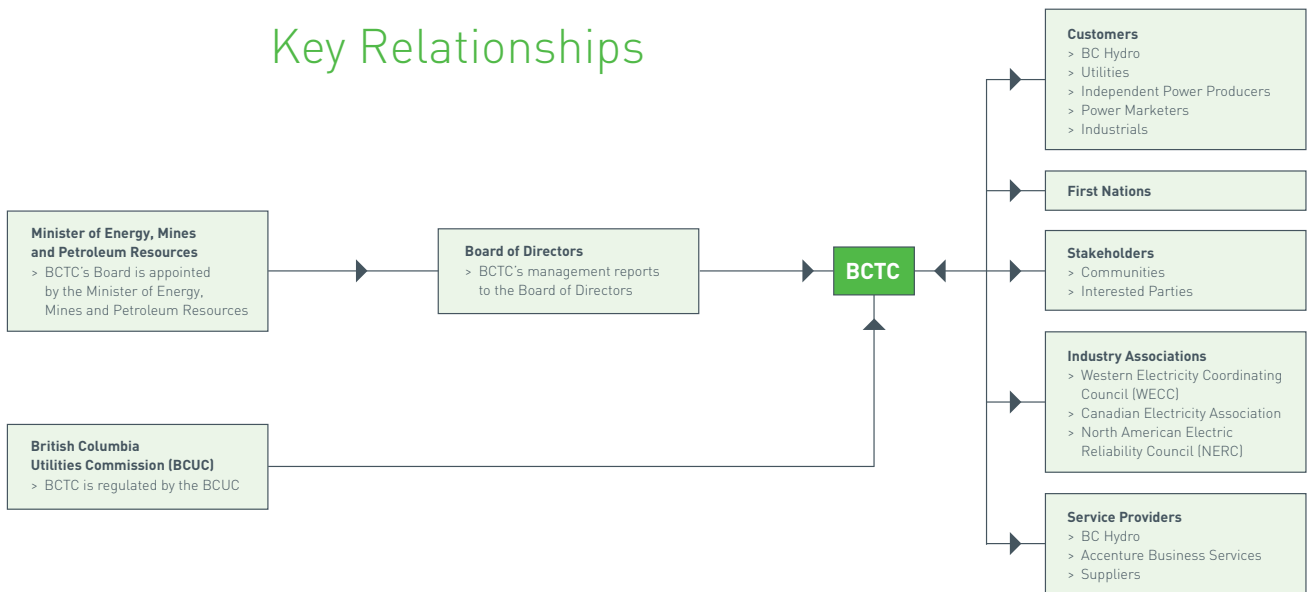 Key Relationships
Minister of Energy, Mines
and Petroleum Resources
> BCTC's Board is appointed
by the Minister of Energy,
Mines and Petroleum Resources
British Columbia
Utilities Commission (BCUC)
> BCTC is regulated by the BCUC
Board of Directors
> BCTC's management reports
to the Board of Directors
BCTC
Customers
> BC Hydro
> Utilities
> Independent Power Producers
> Power Marketers
> Industrials
First Nations
Stakeholders
> Communities
> Interested Parties
Industry Associations
> Western Electricity Coordinating
Council (WECC)
> Canadian Electricity Association
> North American Electric
Reliability Council (NERC)
Service Providers
> BC Hydro
> Accenture Business Services
> Suppliers